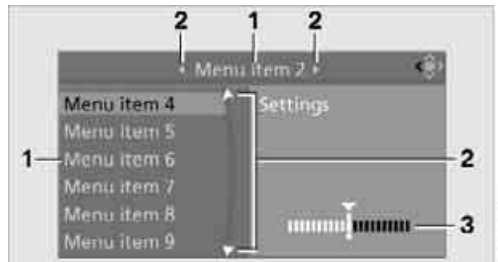 2 1 2
Menu item 2
Menu item 4 Settings
Menu item 5
1 Menu item 6 2
Menu item 7
Menu item 8 3
Menu item 9